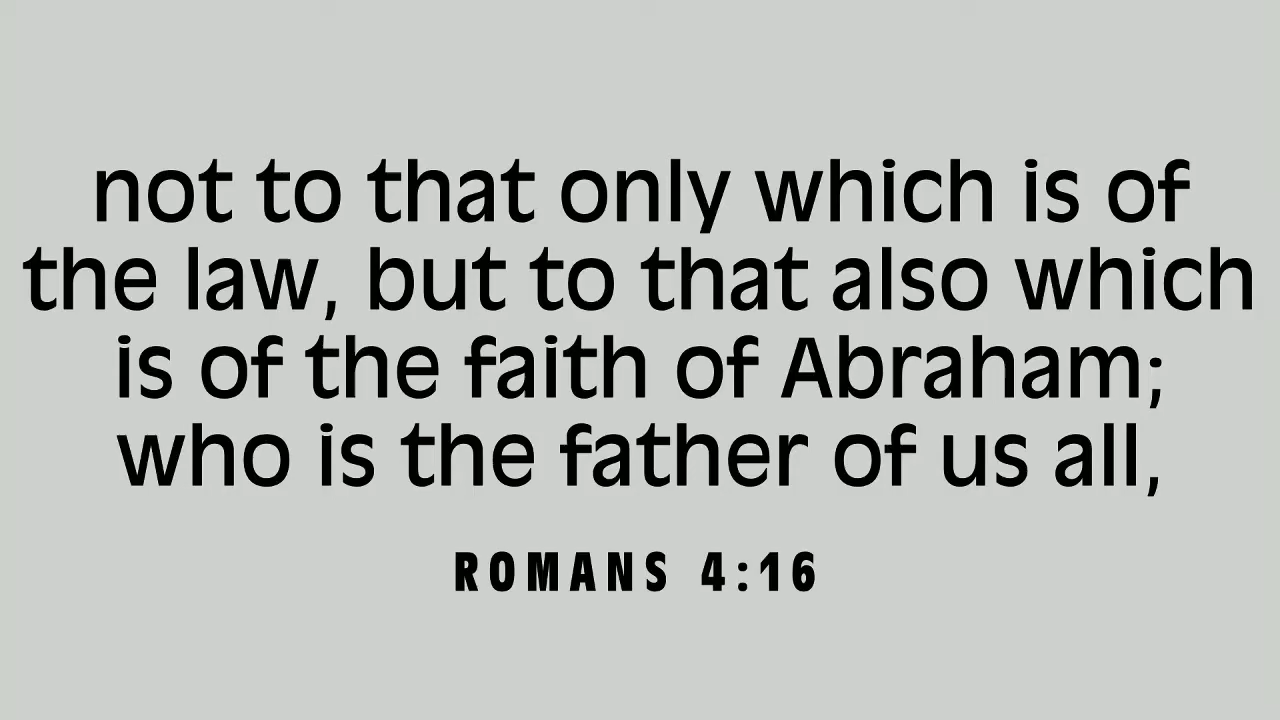 not to that only which is of
the law, but to that also which
is of the faith of Abraham;
who is the father of us all,
ROMANS 4:16